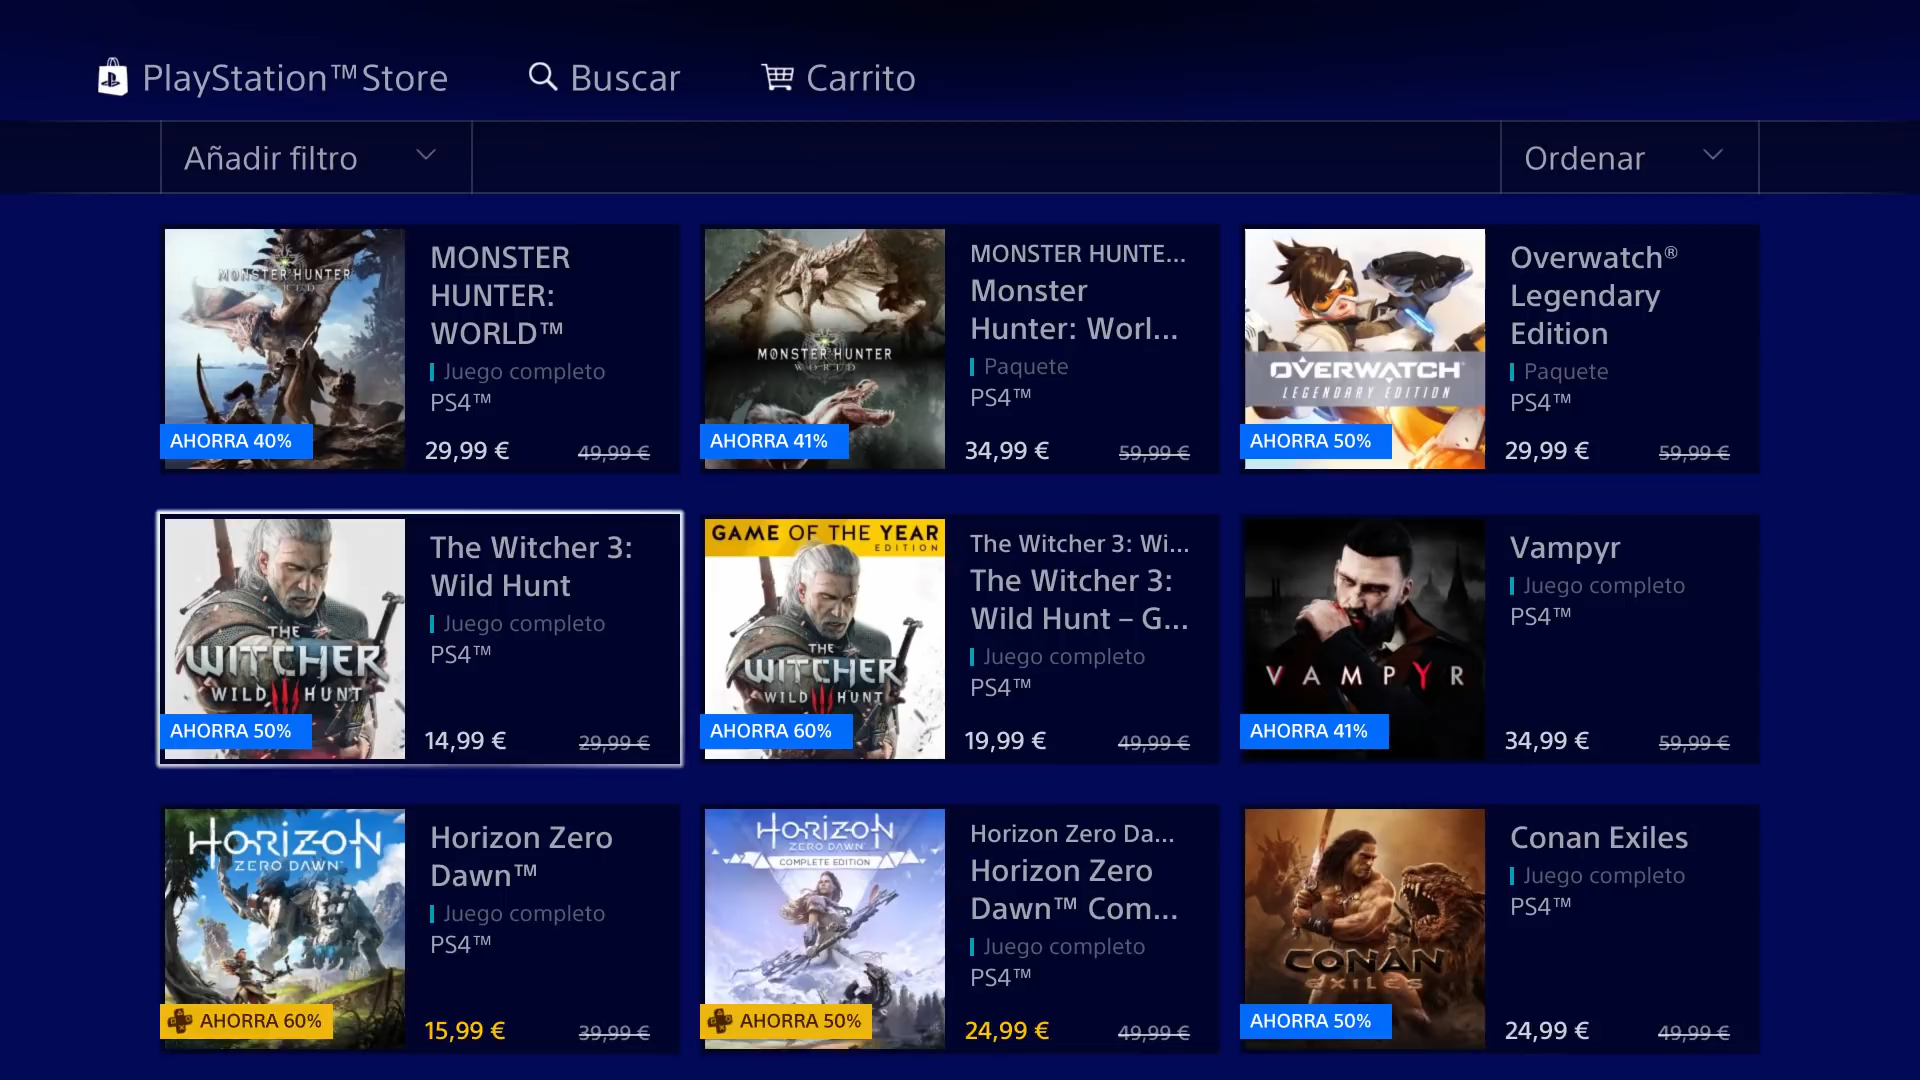 PlayStation™Store
Buscar
Carrito
Añadir filtro
Ordenar
MONSTER HUNTER
WORLD
AHORRA 40%
MONSTER
HUNTER:
WORLD™
Juego completo
PS4™
29,99 €
49,99 €
MONSTER HUNTER
WORLD
AHORRA 41%
MONSTER HUNTE...
Monster
Hunter: Worl...
Paquete
PS4™
34,99 €
59,99 €
OVERWATCH
LEGENDARY EDITION
AHORRA 50%
Overwatch®
Legendary
Edition
Paquete
PS4™
29,99 €
59,99 €
THE
WITCHER
WILD HUNT
AHORRA 50%
The Witcher 3:
Wild Hunt
Juego completo
PS4™
14,99 €
29,99 €
GAME OF THE YEAR
EDITION
THE
WITCHER
WILD HUNT
AHORRA 60%
The Witcher 3: Wi...
The Witcher 3:
Wild Hunt – G...
Juego completo
PS4™
19,99 €
49,99 €
VAMPYR
AHORRA 41%
Vampyr
Juego completo
PS4™
34,99 €
59,99 €
HORIZON
ZERO DAWN™
AHORRA 60%
Horizon Zero
Dawn™
Juego completo
PS4™
15,99 €
39,99 €
HORIZON
ZERO DAWN
COMPLETE EDITION
AHORRA 50%
Horizon Zero Da...
Horizon Zero
Dawn™ Com...
Juego completo
PS4™
24,99 €
49,99 €
CONAN
EXILES
AHORRA 50%
Conan Exiles
Juego completo
PS4™
24,99 €
49,99 €